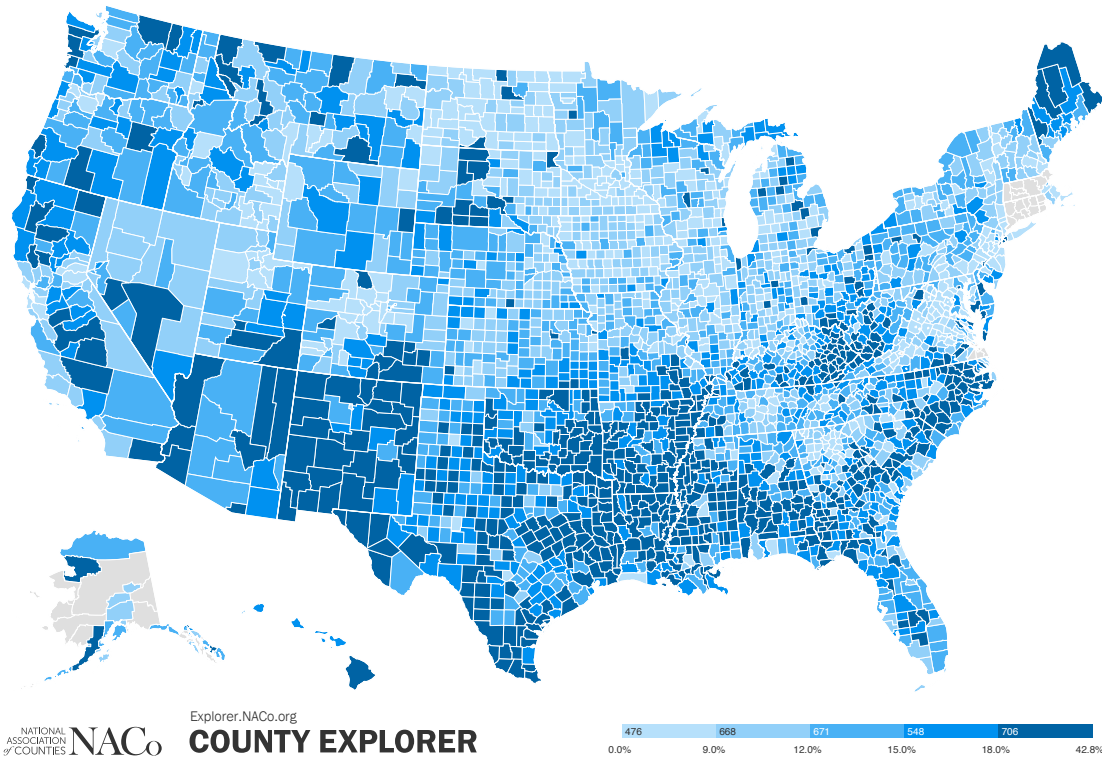 Explorer.NACo.org
NATIONAL
ASSOCIATION
of COUNTIES NACo
COUNTY EXPLORER
476 668 671 548 706
0.0% 9.0% 12.0% 15.0% 18.0% 42.8%